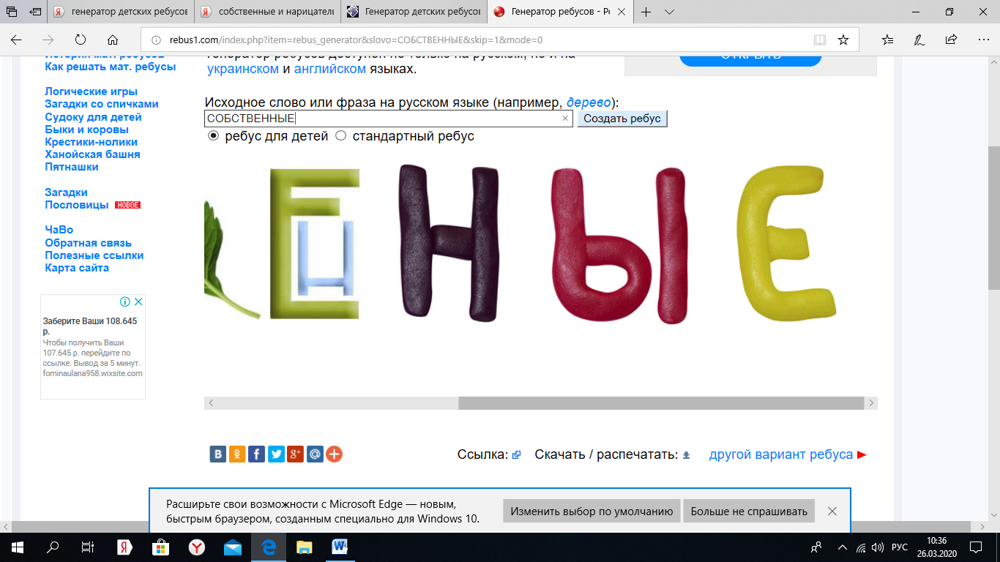 генератор детских ребусов
собственные и нарицатель
Генератор детских ребусов
Генератор ребусов - Ре
rebus1.com/index.php?item=rebus_generator&slovo=СОБСТВЕННЫЕ&skip=1&mode=0
Как решать мат. ребусы
Логические игры
Загадки со спичками
Судоку для детей
Быки и коровы
Крестики-нолики
Ханойская башня
Пятнашки
Загадки
Пословицы НОВОЕ
ЧаВо
Обратная связь
Полезные ссылки
Карта сайта
Заберите Ваши 108.645
р.
Чтобы получить Ваши
107.645 р. перейдите по
ссылке. Вывод за 5 минут.
fominaulana958.wixsite.com
украинском и английском языках.
Исходное слово или фраза на русском языке (например, дерево):
СОБСТВЕННЫЕ
Создать ребус
ребус для детей стандартный ребус
Е Н Н Ы Е
Ссылка: Скачать / распечатать: другой вариант ребуса
Расширьте свои возможности с Microsoft Edge — новым,
быстрым браузером, созданным специально для Windows 10.
Изменить выбор по умолчанию
Больше не спрашивать
РУС
10:36
26.03.2020